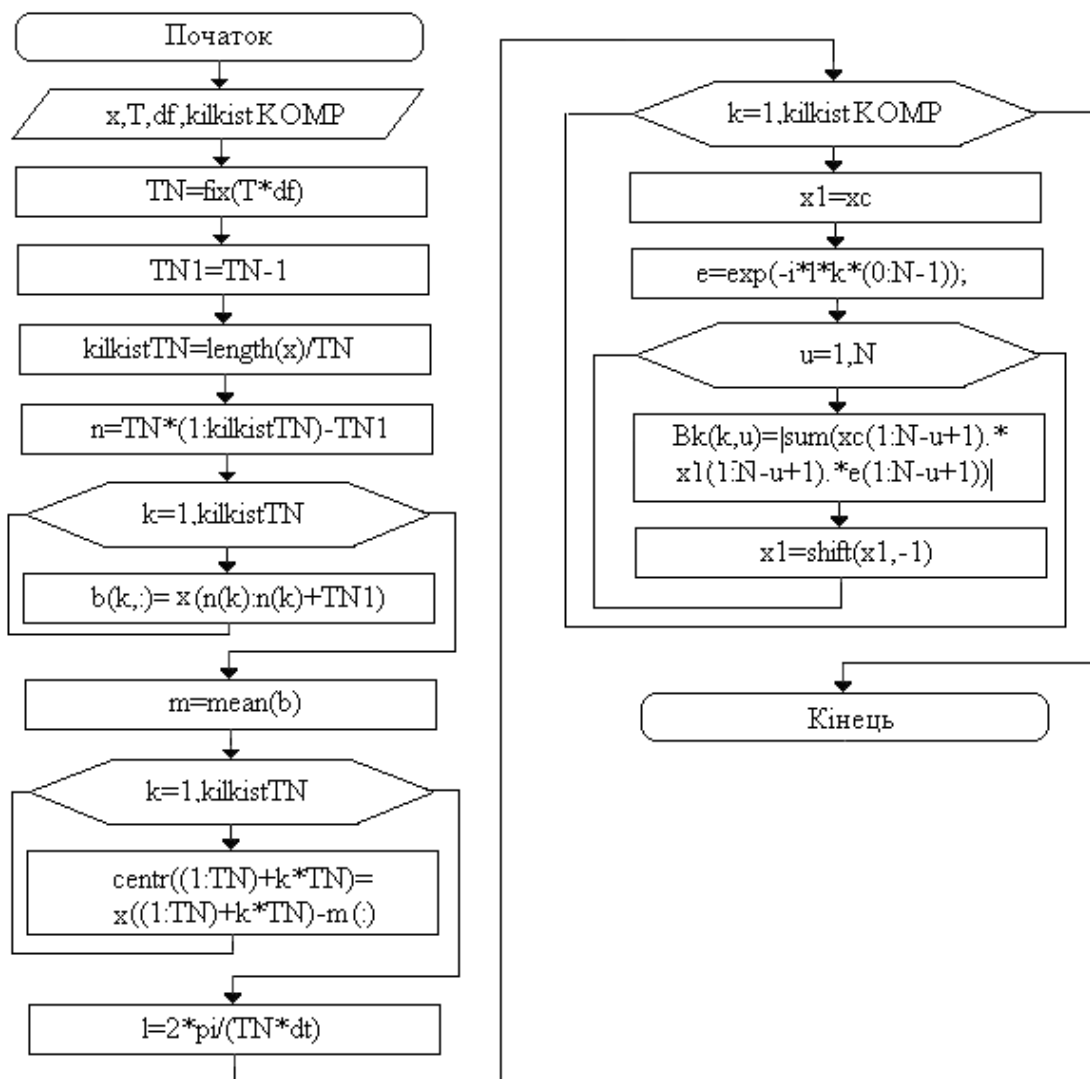 Початок
x,T,df,kilkistKOMP
TN=fix(T*df)
TN1=TN-1
kilkistTN=length(x)/TN
n=TN*(1:kilkistTN)-TN1
k=1,kilkistTN
b(k,:)= x(n(k):n(k)+TN1)
m=mean(b)
k=1,kilkistTN
centr((1:TN)+k*TN)=
x((1:TN)+k*TN)-m(:)
l=2*pi/(TN*dt)
k=1,kilkistKOMP
x1=xc
e=exp(-i*l*k*(0:N-1));
u=1,N
Bk(k,u)=|sum(xc(1:N-u+1).*
x1(1:N-u+1).*e(1:N-u+1))|
x1=shift(x1,-1)
Кінець